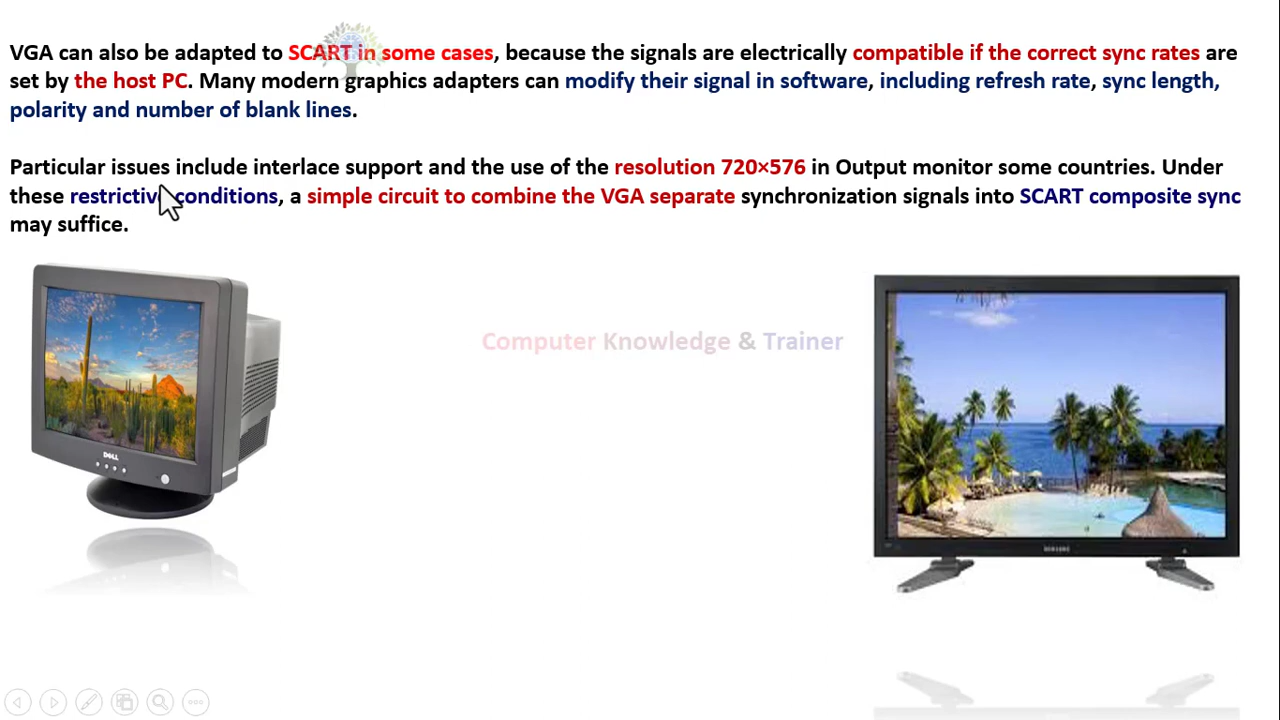 VGA can also be adapted to SCART in some cases, because the signals are electrically compatible if the correct sync rates are
set by the host PC. Many modern graphics adapters can modify their signal in software, including refresh rate, sync length,
polarity and number of blank lines.
Particular issues include interlace support and the use of the resolution 720×576 in Output monitor some countries. Under
these restrictive conditions, a simple circuit to combine the VGA separate synchronization signals into SCART composite sync
may suffice.
Computer Knowledge & Trainer
DELL
SAMSUNG